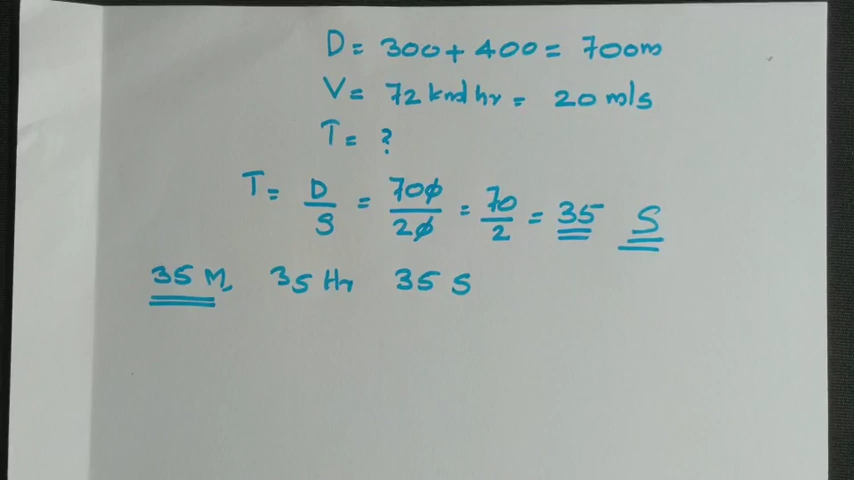 D = 300 + 400 = 700m
V = 72 km/hr = 20 m/s
T = ?
T = D/S = 700/20 = 70/2 = 35 S
35 M 35 Hr 35 S